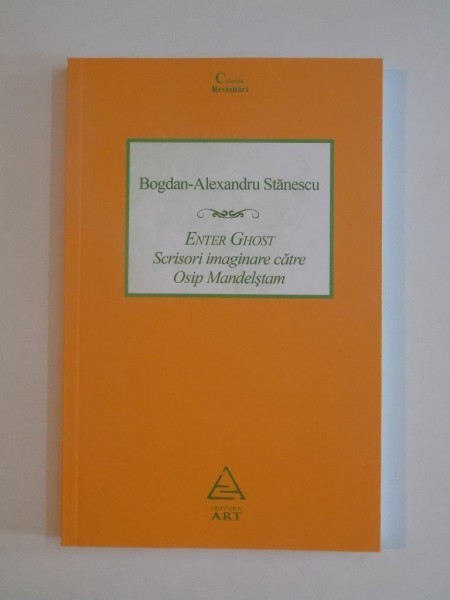 Colecția
Revizitări
Bogdan-Alexandru Stănescu
ENTER GHOST
Scrisori imaginare către
Osip Mandelștam
EDITURA
ART